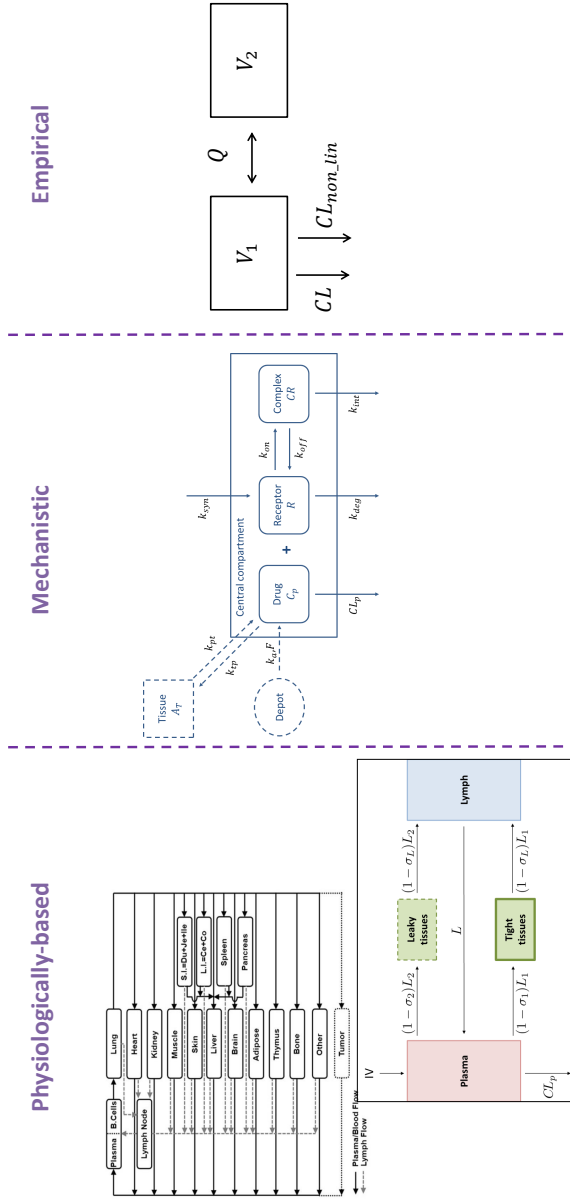 Physiologically-based
Plasma
B.Cells
Lung
Heart
Kidney
Lymph Node
Muscle
Skin
Liver
Brain
Adipose
Thymus
Bone
Other
Tumor
S.I.=Du+Je+Ile
L.I.=Ce+Co
Spleen
Pancreas
Plasma/Blood Flow
Lymph Flow
IV
Plasma
CL_p
(1 − σ_2)L_2
Leaky
tissues
(1 − σ_L)L_2
L
(1 − σ_1)L_1
Tight
tissues
(1 − σ_L)L_1
Lymph
Mechanistic
Tissue
A_T
k_pt
k_tp
Depot
k_a,F
Central compartment
k_syn
Drug
C_p
+
Receptor
R
k_on
k_off
Complex
CR
CL_p
k_deg
k_int
Empirical
V_1
Q
V_2
CL
CL_non_lin